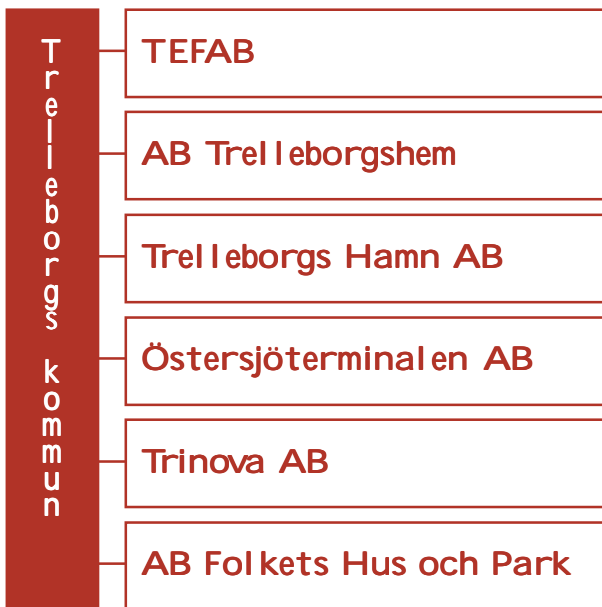 Trelleborgs kommun
TEFAB
AB Trelleborgshem
Trelleborgs Hamn AB
Östersjöterminalen AB
Trinova AB
AB Folkets Hus och Park